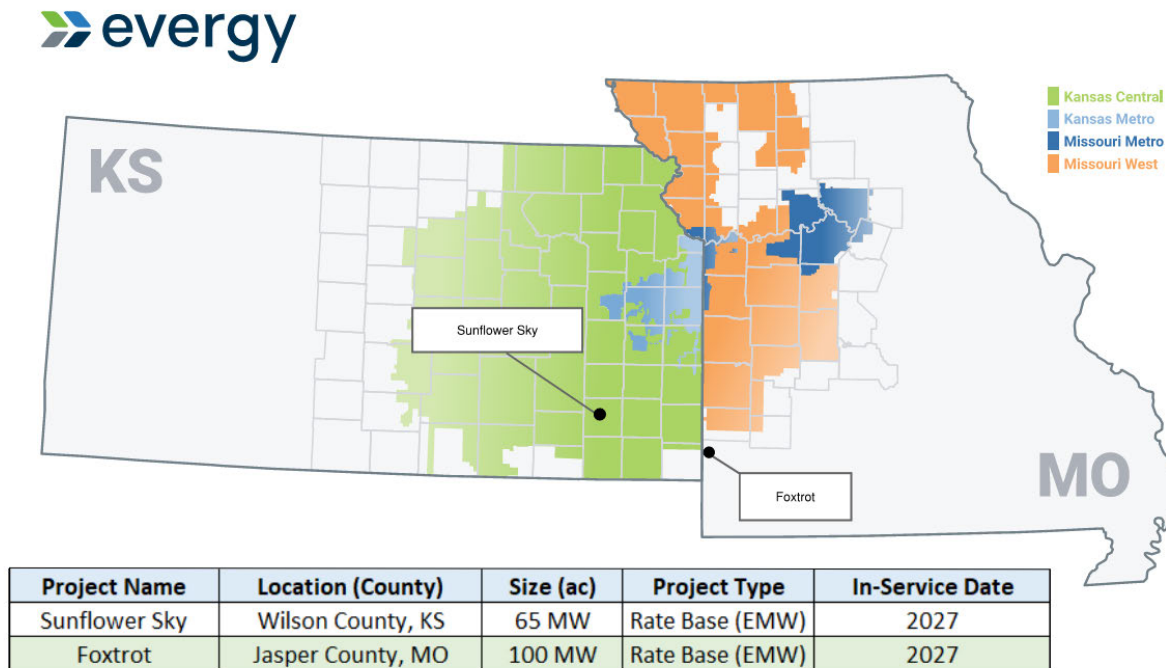 evergy
Kansas Central
Kansas Metro
Missouri Metro
Missouri West
KS
Sunflower Sky
Foxtrot
MO
Project Name Location (County) Size (ac) Project Type In-Service Date
Sunflower Sky Wilson County, KS 65 MW Rate Base (EMW) 2027
Foxtrot Jasper County, MO 100 MW Rate Base (EMW) 2027